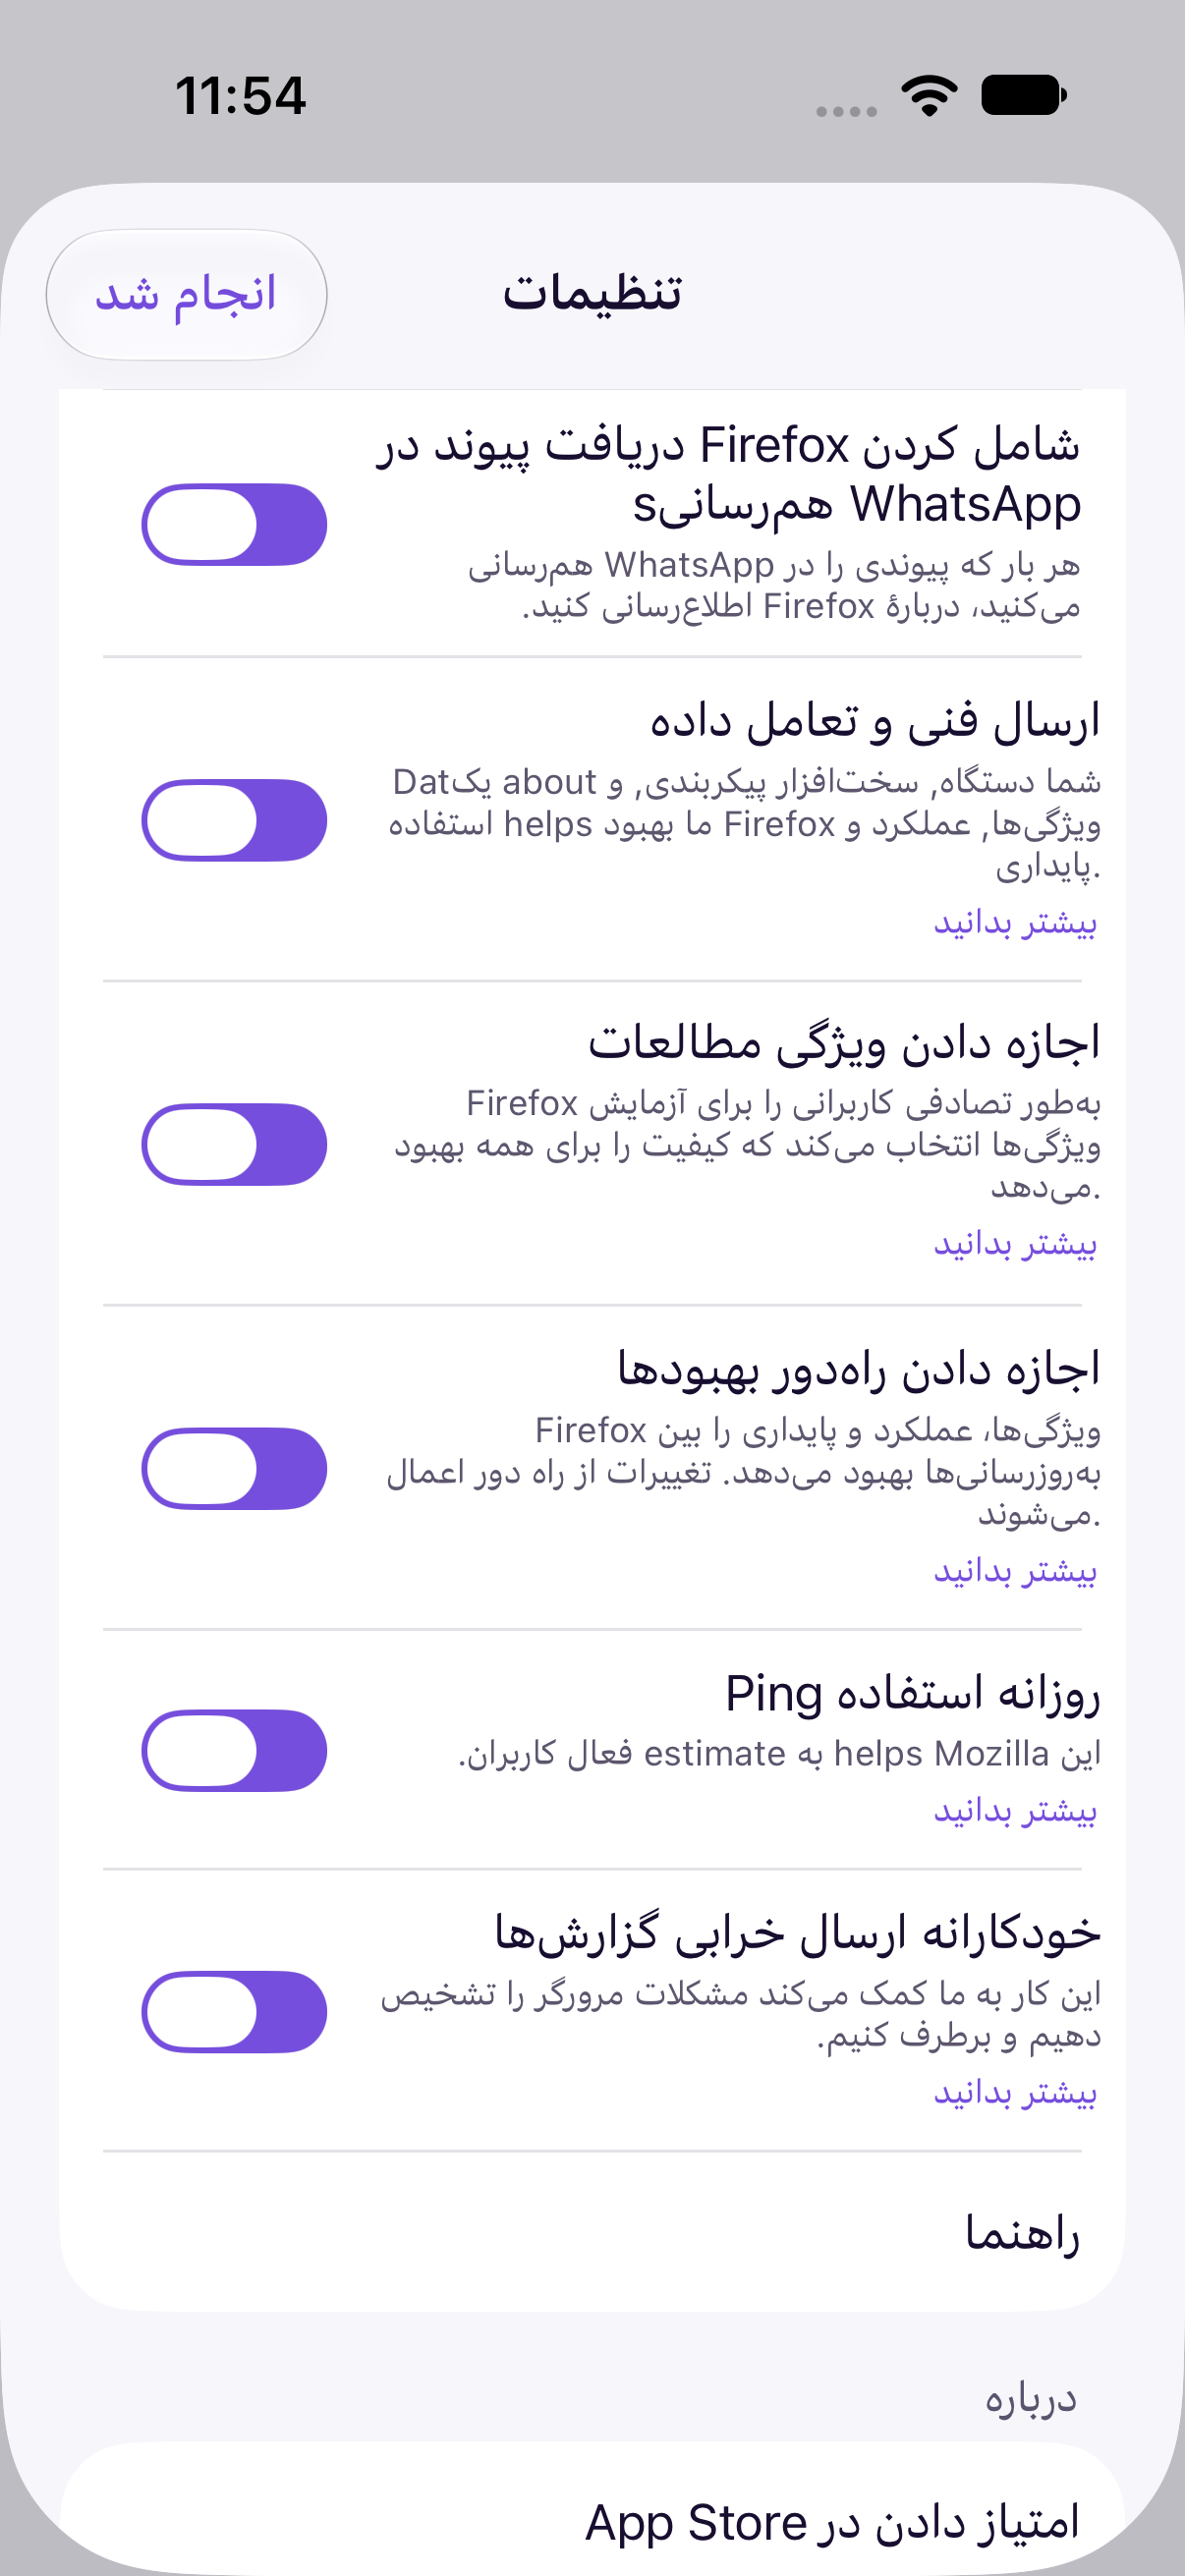 11:54
انجام شد
تنظیمات
شامل کردن Firefox دریافت پیوند در
WhatsApp هم‌رسانیs
هر بار که پیوندی را در WhatsApp هم‌رسانی
می‌کنید، دربارهٔ Firefox اطلاع‌رسانی کنید.
ارسال فنی و تعامل داده
شما دستگاه, سخت‌افزار پیکربندی, و about یکDat
ویژگی‌ها, عملکرد و Firefox ما بهبود helps استفاده
پایداری.
بیشتر بدانید
اجازه دادن ویژگی مطالعات
به‌طور تصادفی کاربرانی را برای آزمایش Firefox
ویژگی‌ها انتخاب می‌کند که کیفیت را برای همه بهبود
می‌دهد.
بیشتر بدانید
اجازه دادن راه‌دور بهبودها
ویژگی‌ها، عملکرد و پایداری را بین Firefox
به‌روزرسانی‌ها بهبود می‌دهد. تغییرات از راه دور اعمال
می‌شوند.
بیشتر بدانید
روزانه استفاده Ping
این helps Mozilla به estimate فعال کاربران.
بیشتر بدانید
خودکارانه ارسال خرابی گزارش‌ها
این کار به ما کمک می‌کند مشکلات مرورگر را تشخیص
دهیم و برطرف کنیم.
بیشتر بدانید
راهنما
درباره
امتیاز دادن در App Store